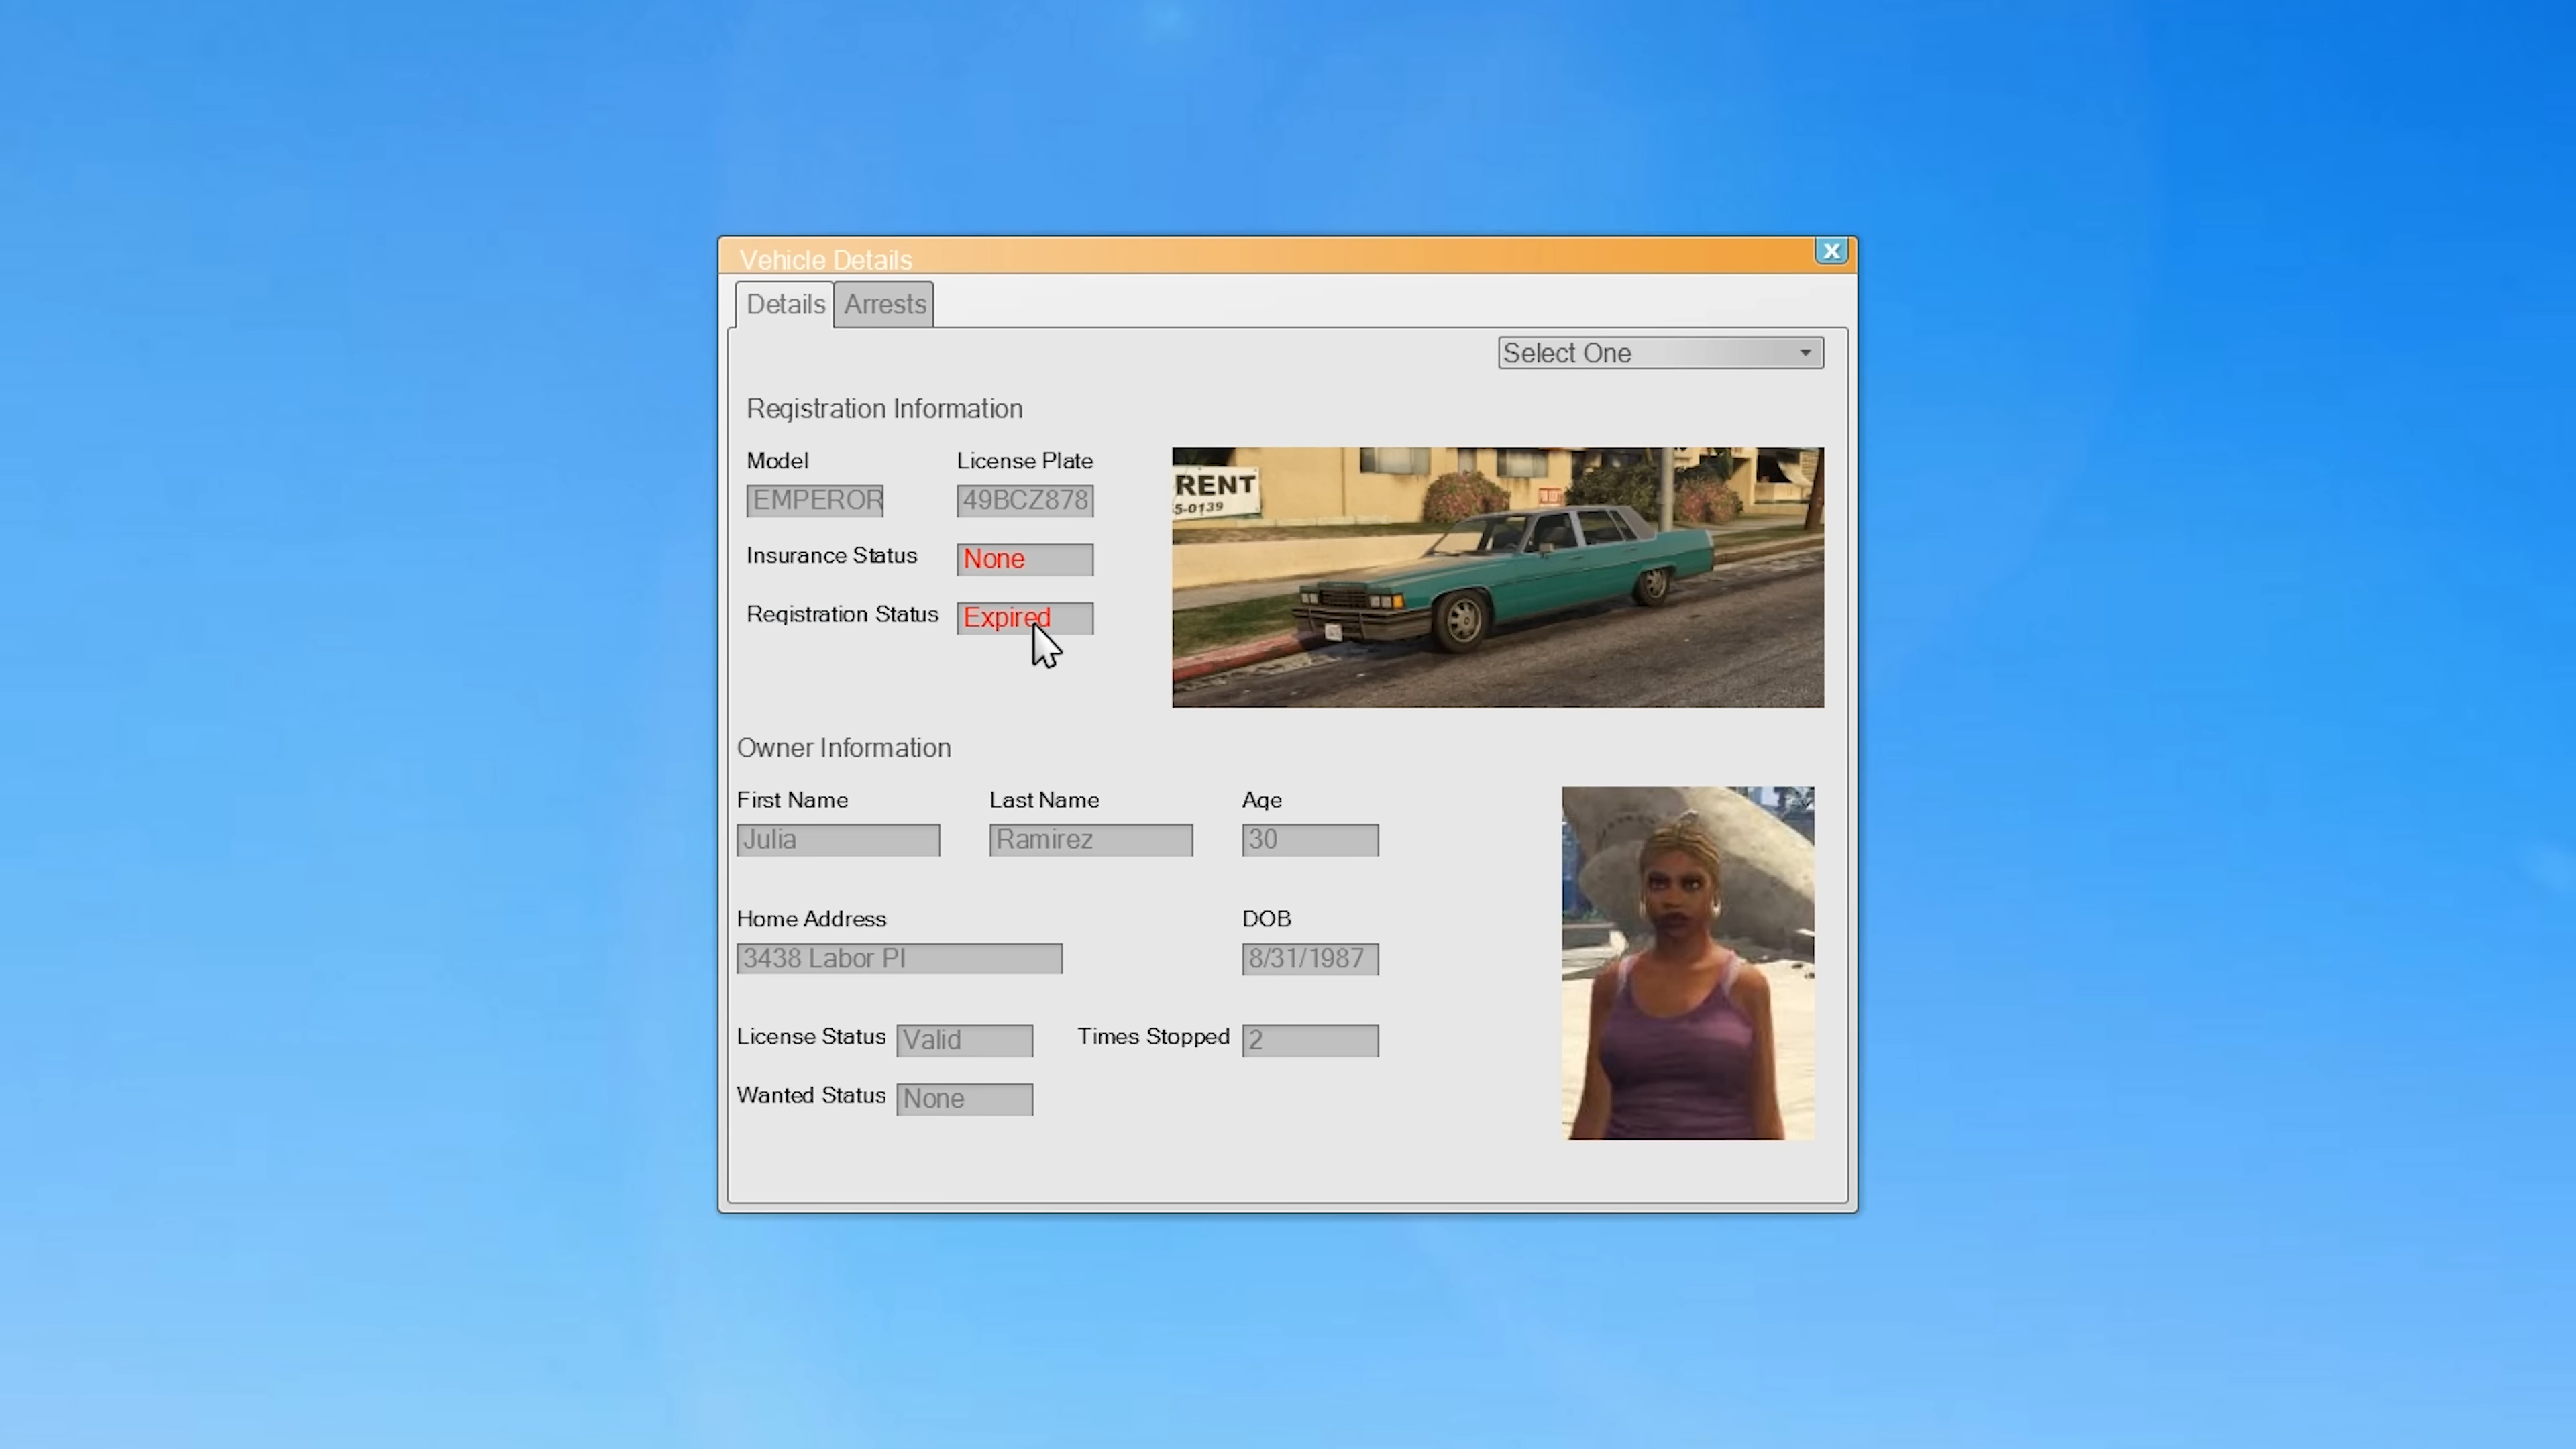 Vehicle Details
X
Details Arrests
Select One
Registration Information
Model License Plate
EMPEROR 49BCZ878
Insurance Status None
Registration Status Expired
RENT
5-0139
Owner Information
First Name Last Name Age
Julia Ramirez 30
Home Address DOB
3438 Labor Pl 8/31/1987
License Status Valid Times Stopped 2
Wanted Status None